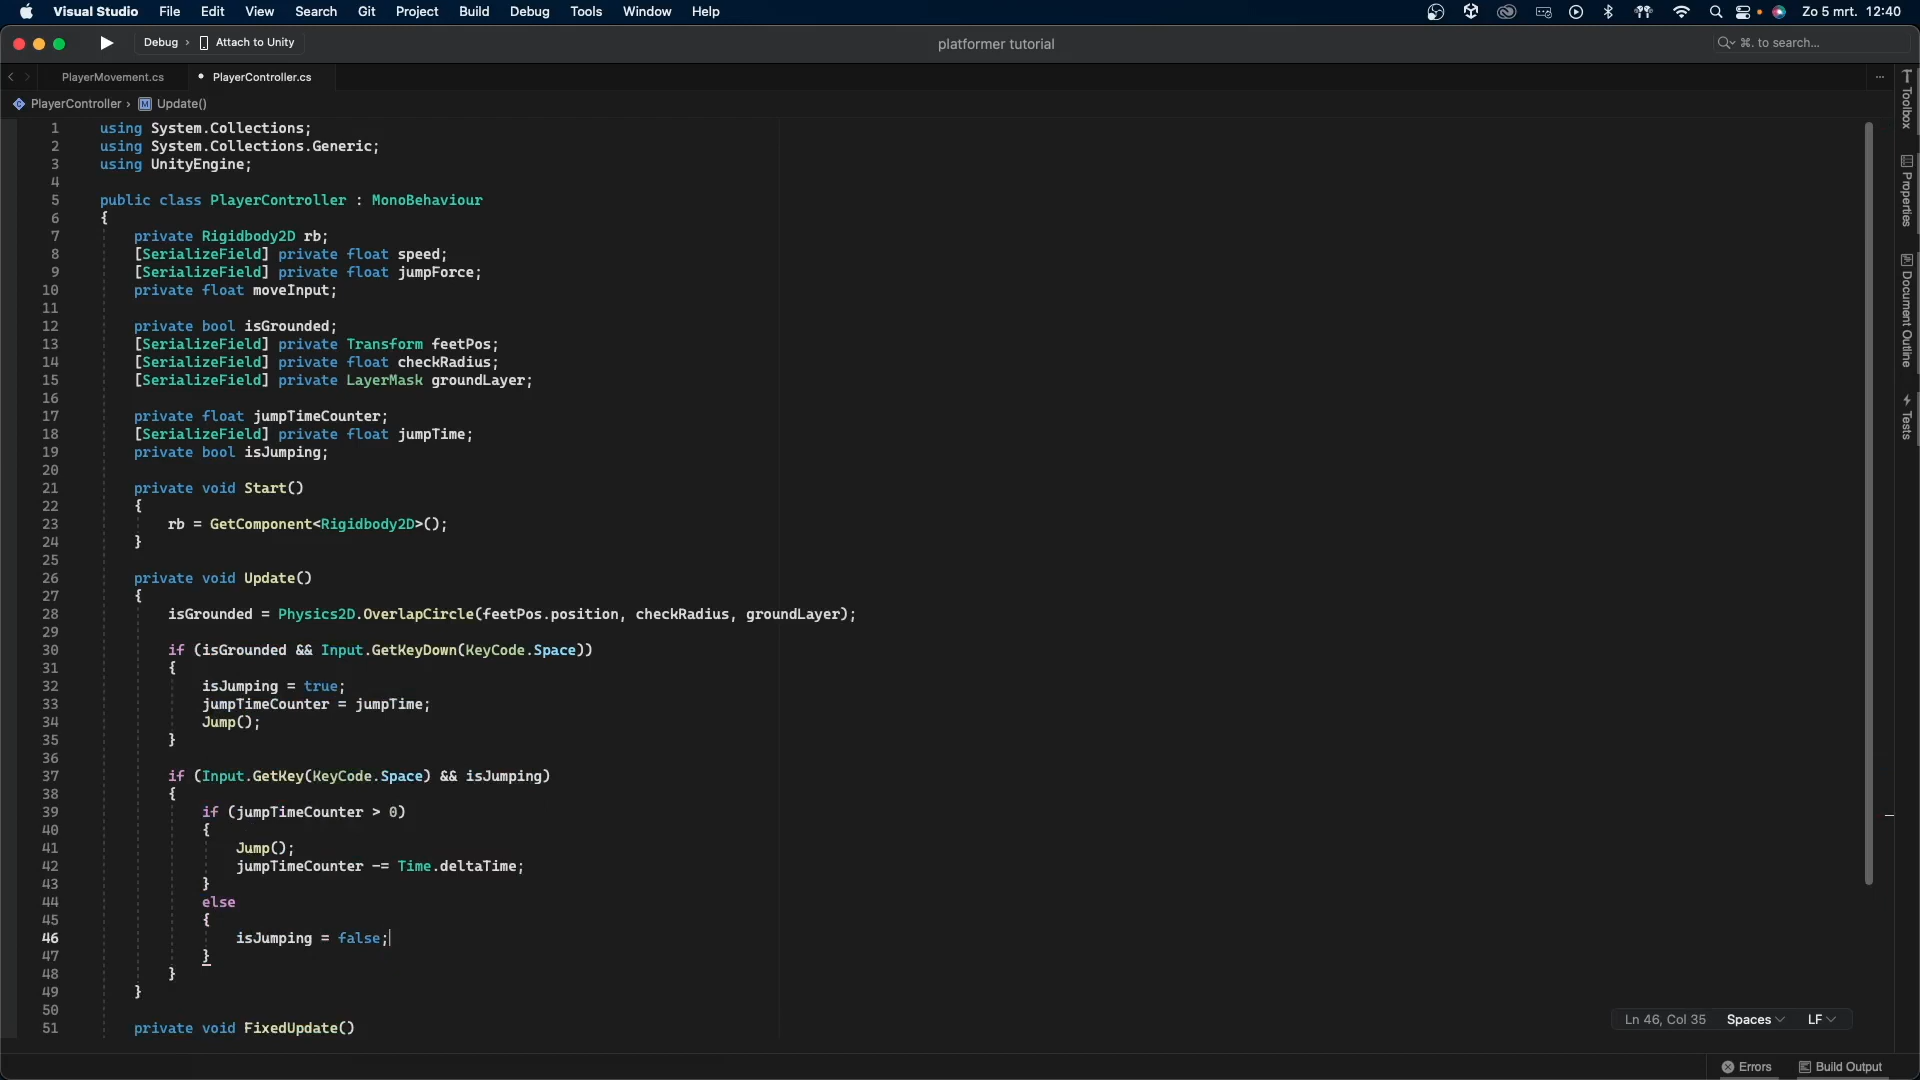 Visual Studio File Edit View Search Git Project Build Debug Tools Window Help Zo 5 mrt. 12:40
Debug › Attach to Unity platformer tutorial ⌘. to search...
PlayerMovement.cs PlayerController.cs
PlayerController › M Update()
1 using System.Collections;
2 using System.Collections.Generic;
3 using UnityEngine;
4
5 public class PlayerController : MonoBehaviour
6 {
7 private Rigidbody2D rb;
8 [SerializeField] private float speed;
9 [SerializeField] private float jumpForce;
10 private float moveInput;
11
12 private bool isGrounded;
13 [SerializeField] private Transform feetPos;
14 [SerializeField] private float checkRadius;
15 [SerializeField] private LayerMask groundLayer;
16
17 private float jumpTimeCounter;
18 [SerializeField] private float jumpTime;
19 private bool isJumping;
20
21 private void Start()
22 {
23 rb = GetComponent<Rigidbody2D>();
24 }
25
26 private void Update()
27 {
28 isGrounded = Physics2D.OverlapCircle(feetPos.position, checkRadius, groundLayer);
29
30 if (isGrounded && Input.GetKeyDown(KeyCode.Space))
31 {
32 isJumping = true;
33 jumpTimeCounter = jumpTime;
34 Jump();
35 }
36
37 if (Input.GetKey(KeyCode.Space) && isJumping)
38 {
39 if (jumpTimeCounter > 0)
40 {
41 Jump();
42 jumpTimeCounter -= Time.deltaTime;
43 }
44 else
45 {
46 isJumping = false;
47 }
48 }
49 }
50
51 private void FixedUpdate()
Toolbox
Properties
Document Outline
Tests
Ln 46, Col 35 Spaces LF
Errors Build Output